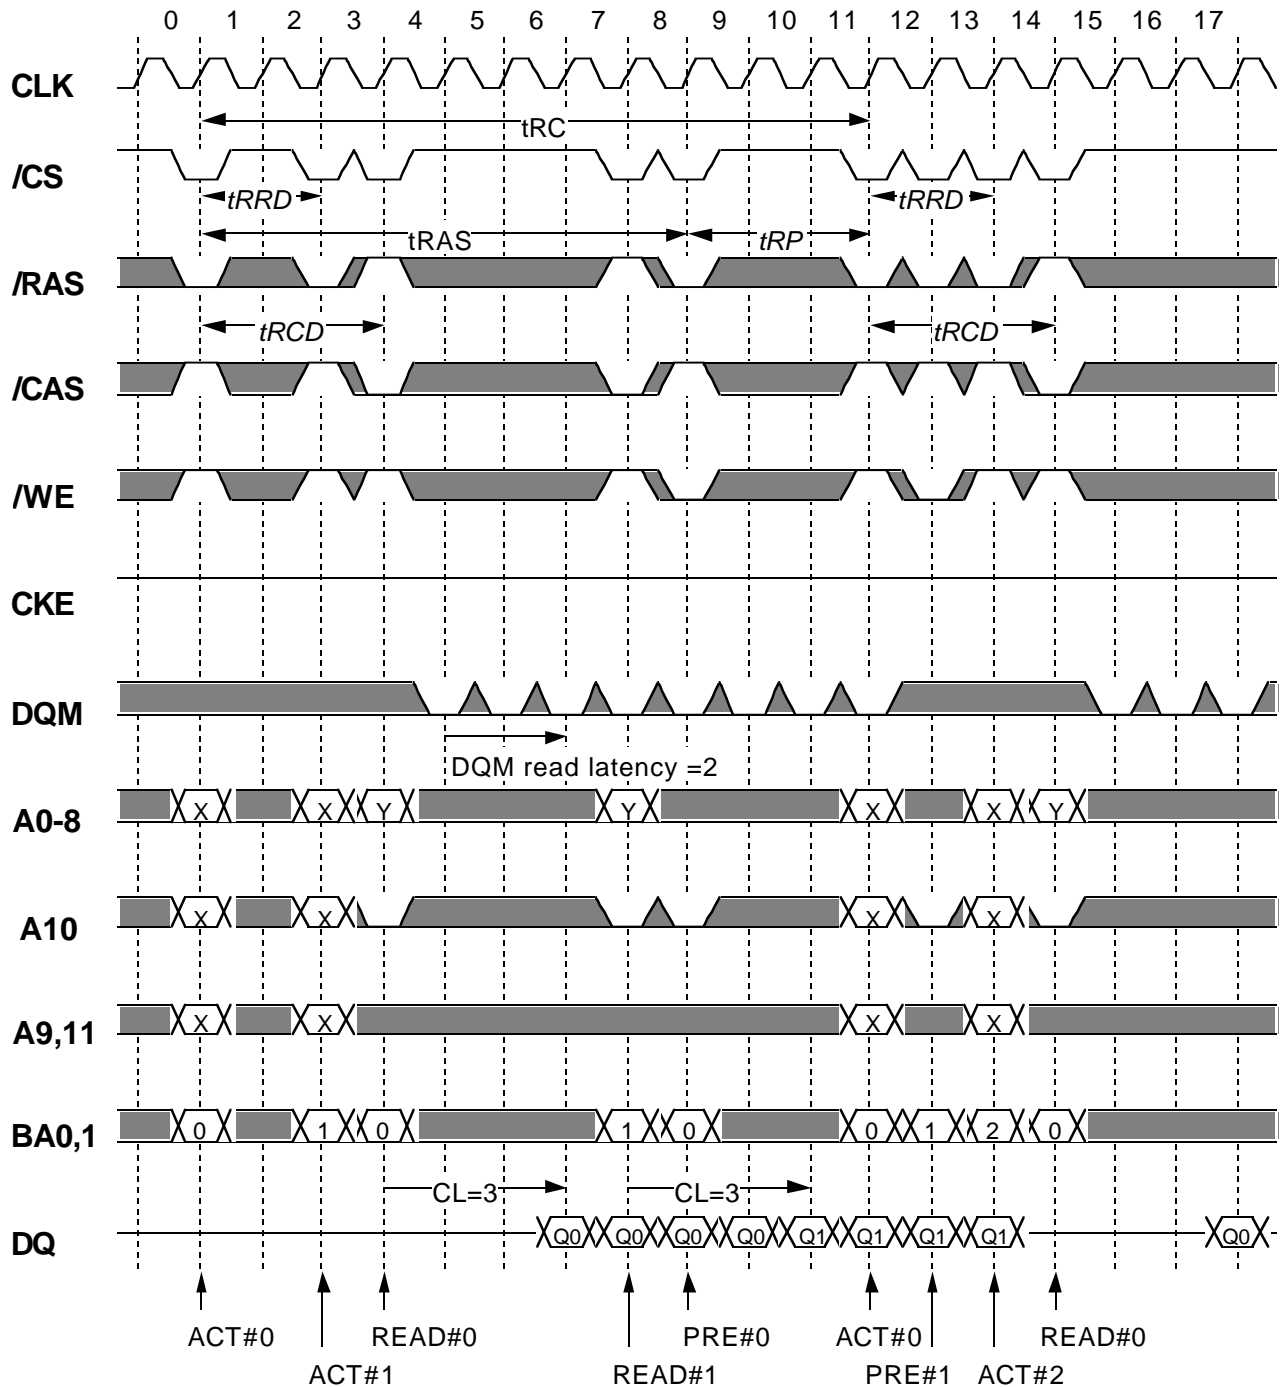 0 1 2 3 4 5 6 7 8 9 10 11 12 13 14 15 16 17
CLK
tRC
/CS
tRRD tRRD
tRAS tRP
/RAS
tRCD tRCD
/CAS
/WE
CKE
DQM
DQM read latency =2
A0-8 X X Y Y X X Y
A10 X X X X
A9,11 X X X X
BA0,1 0 1 0 1 0 0 1 2 0
CL=3 CL=3
DQ Q0 Q0 Q0 Q0 Q1 Q1 Q1 Q1 Q0
ACT#0 READ#0 PRE#0 ACT#0 READ#0
ACT#1 READ#1 PRE#1 ACT#2